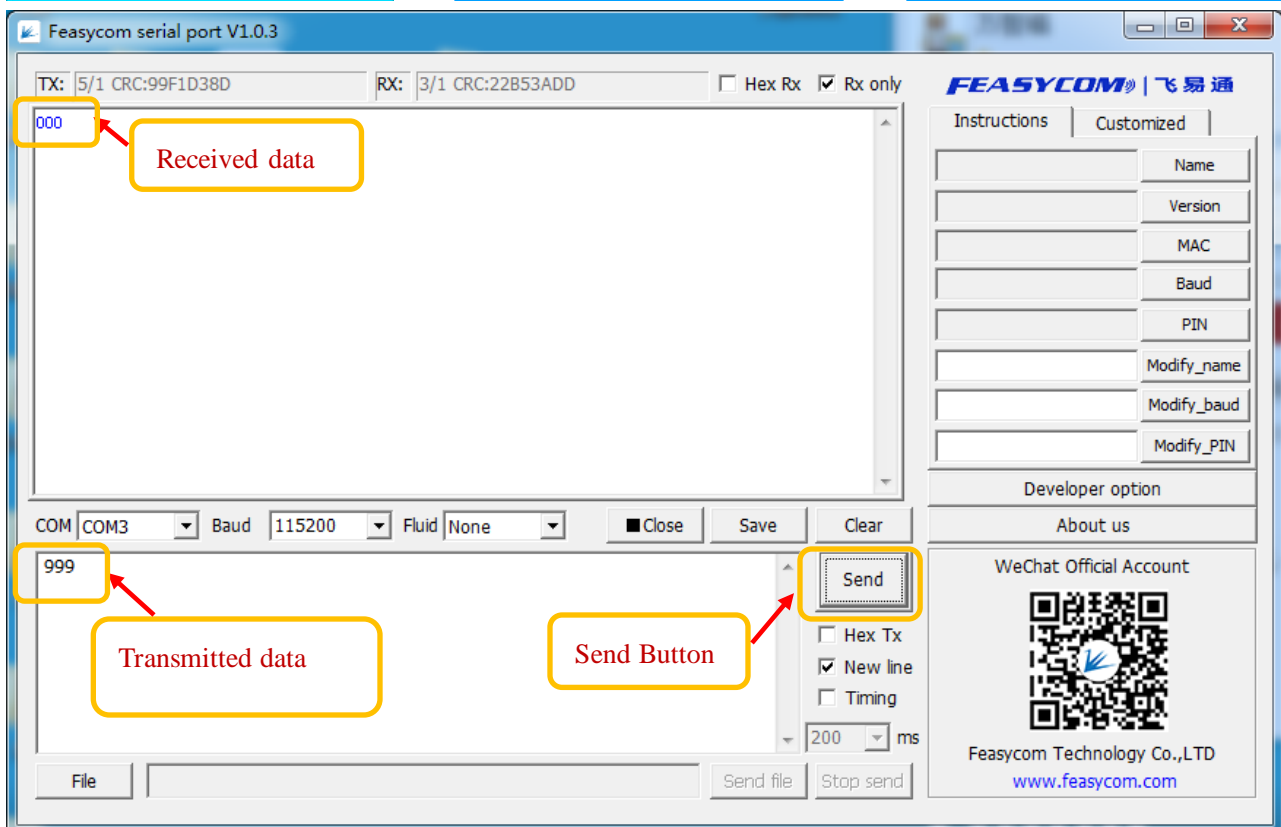 Feasycom serial port V1.0.3
TX: 5/1 CRC:99F1D38D RX: 3/1 CRC:22B53ADD Hex Rx Rx only
FEASYCOM | 飞易通
000
Received data
Instructions Customized
Name
Version
MAC
Baud
PIN
Modify_name
Modify_baud
Modify_PIN
Developer option
About us
COM COM3 Baud 115200 Fluid None Close Save Clear
999
Transmitted data
Send Button
Send
Hex Tx
New line
Timing
200 ms
File Send file Stop send
WeChat Official Account
Feasycom Technology Co.,LTD
www.feasycom.com